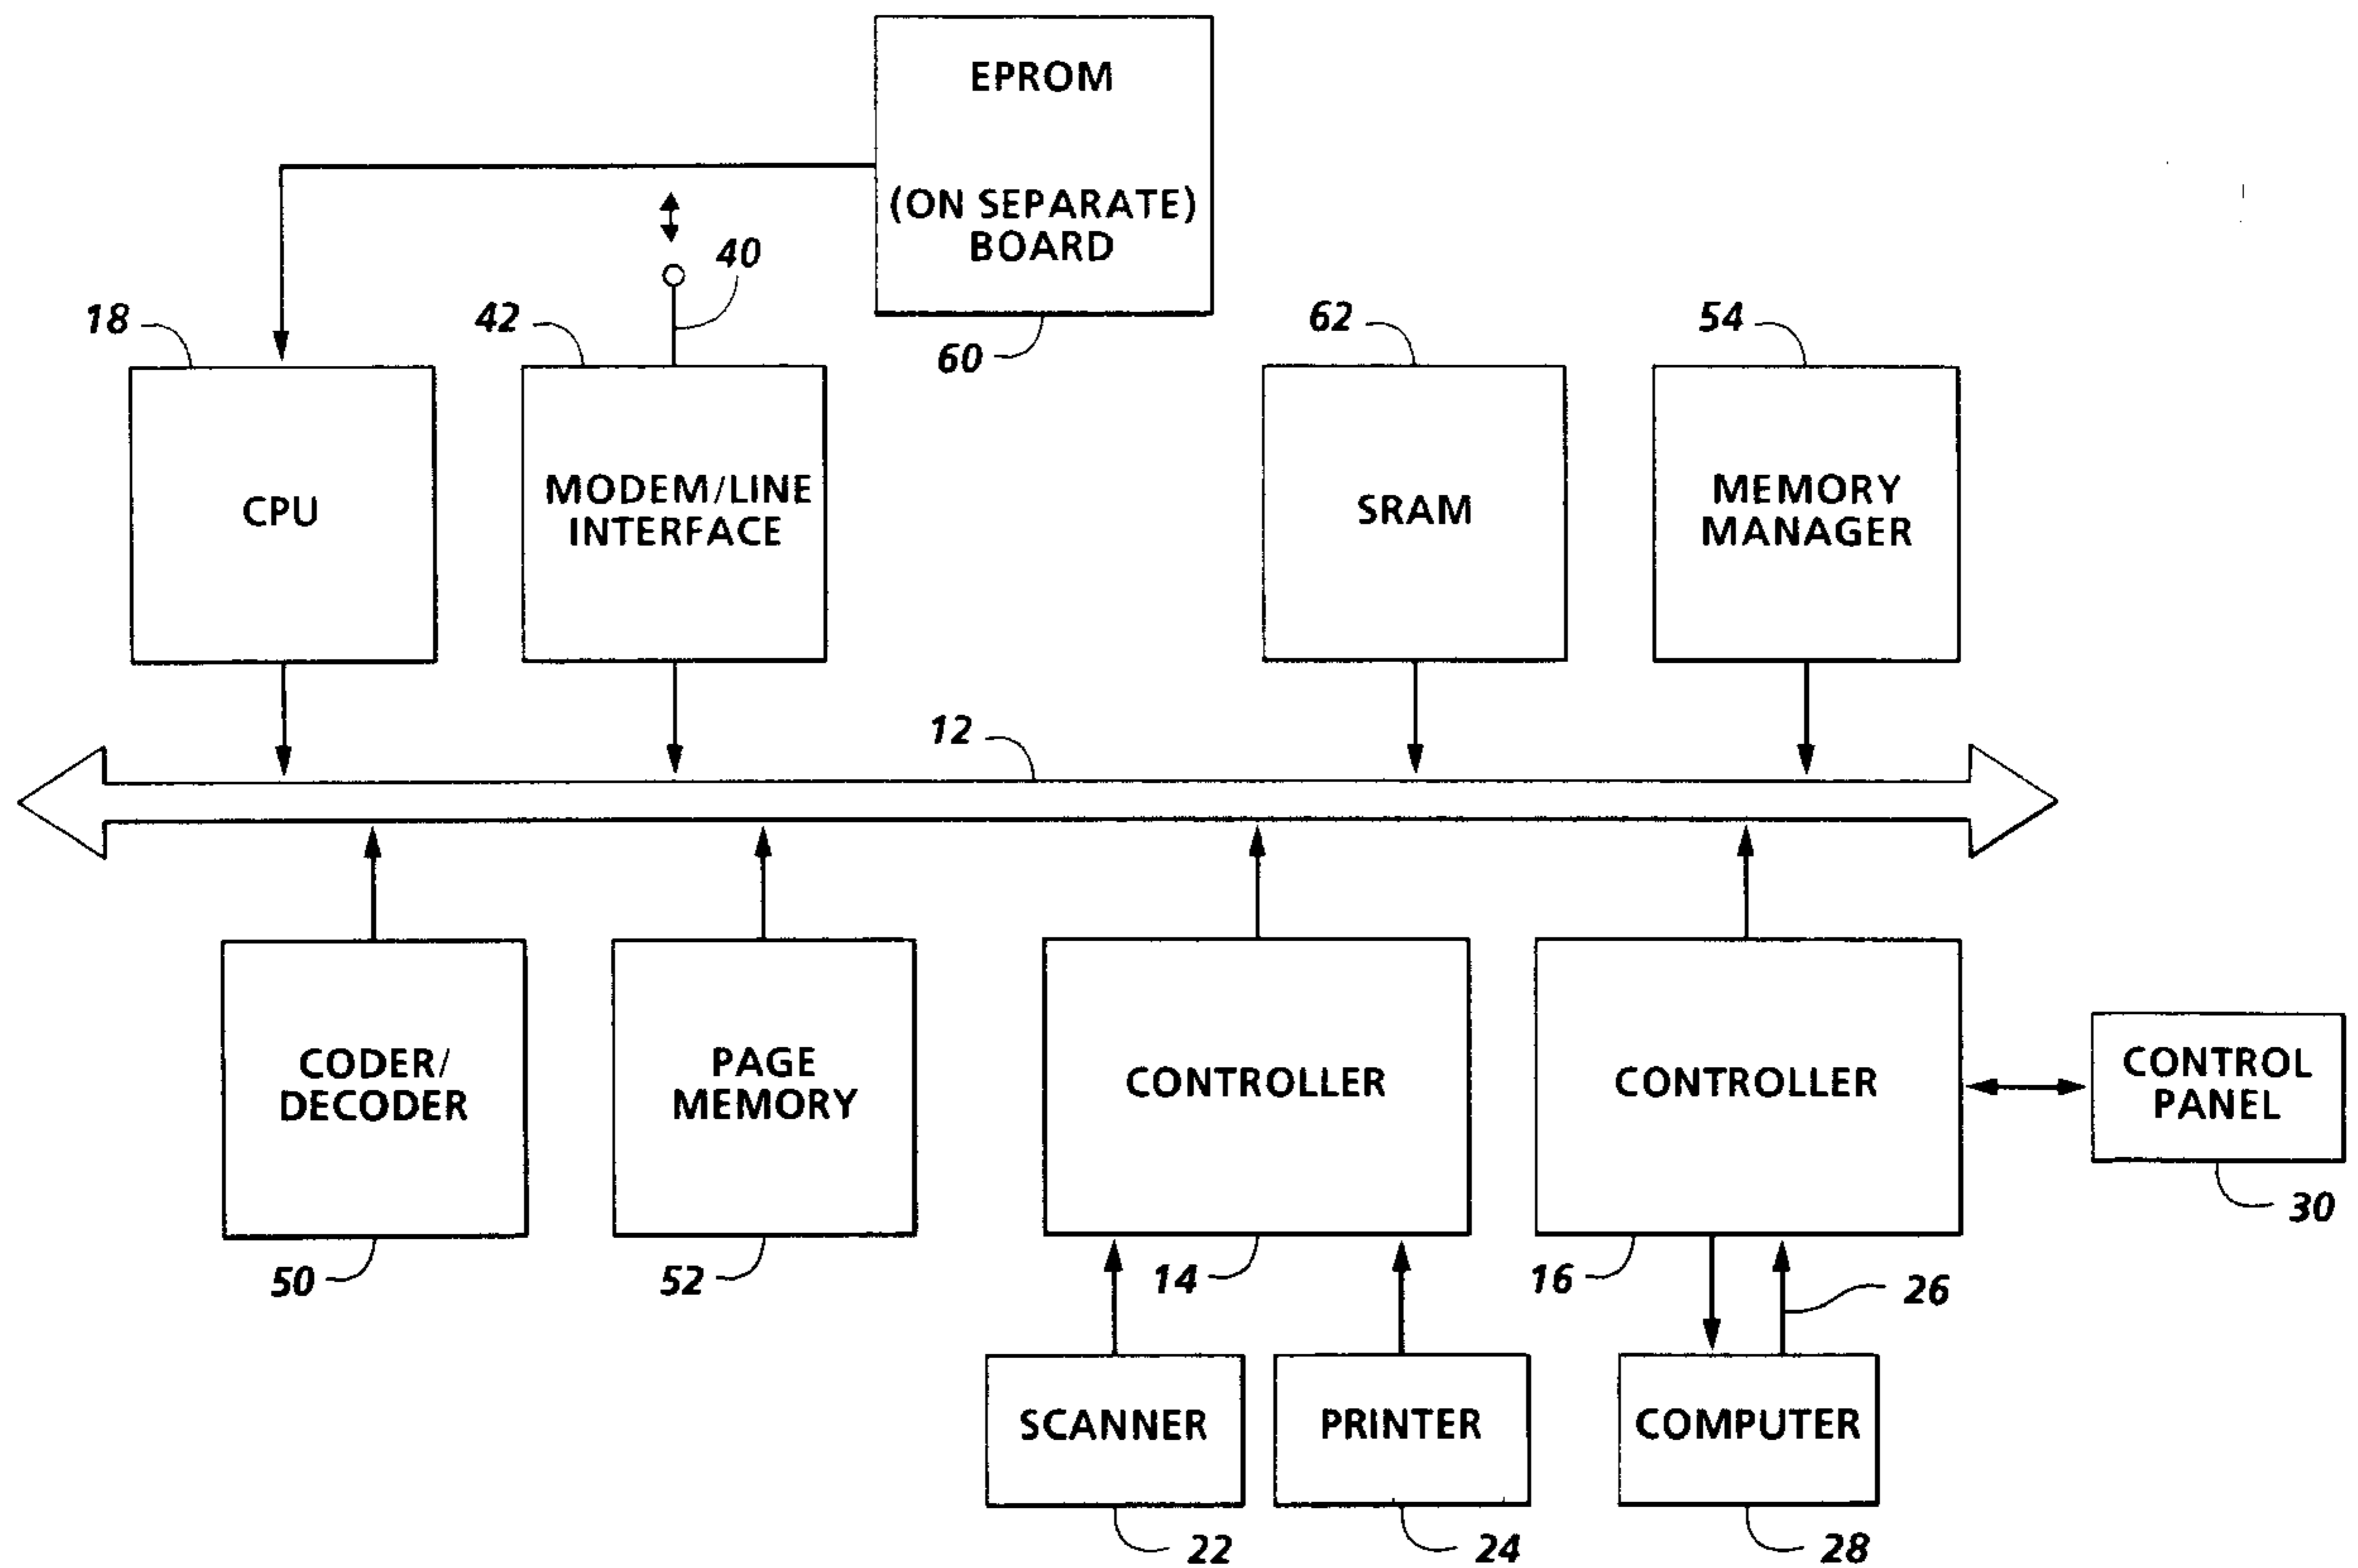 EPROM
(ON SEPARATE)
BOARD
40
18
42
60
62
54
CPU
MODEM/LINE
INTERFACE
SRAM
MEMORY
MANAGER
12
CODER/
DECODER
PAGE
MEMORY
CONTROLLER
CONTROLLER
CONTROL
PANEL
30
50
52
14
16
26
SCANNER
PRINTER
COMPUTER
22
24
28